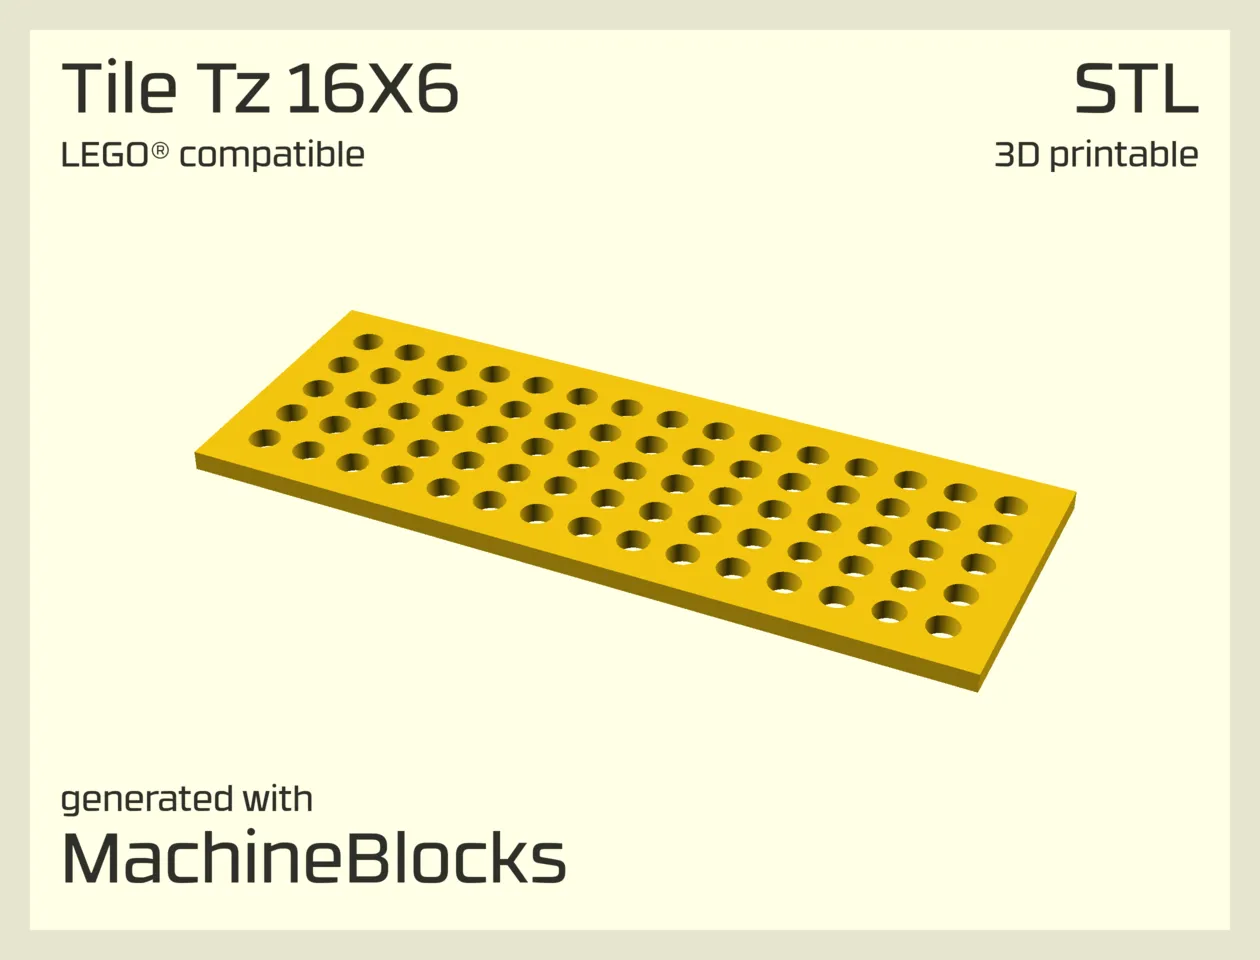 Tile Tz 16X6
STL
LEGO® compatible
3D printable
generated with
MachineBlocks